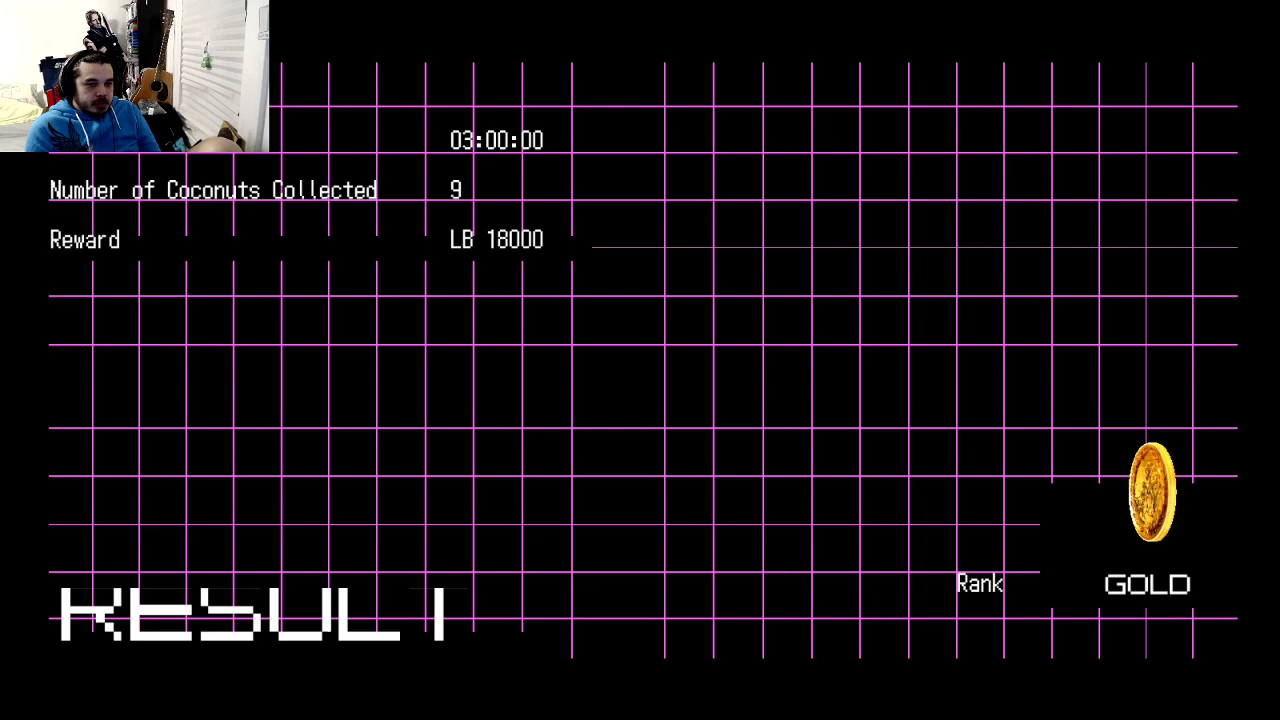 03:00:00
Number of Coconuts Collected 9
Reward LB 18000
Rank GOLD
RESULT